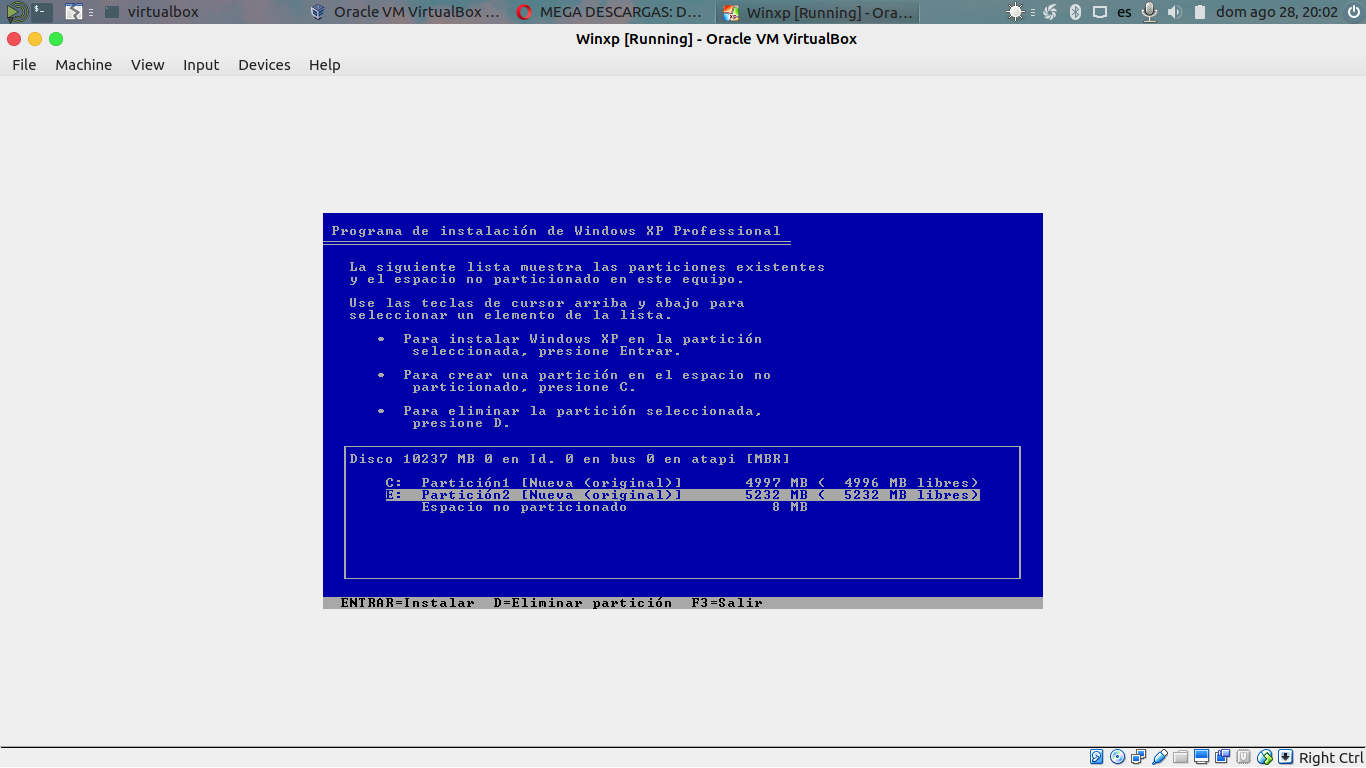 virtualbox
Oracle VM VirtualBox ...
MEGA DESCARGAS: D...
Winxp [Running] - Ora...
es
dom ago 28, 20:02
Winxp [Running] - Oracle VM VirtualBox
File Machine View Input Devices Help
Programa de instalación de Windows XP Professional
La siguiente lista muestra las particiones existentes
y el espacio no particionado en este equipo.
Use las teclas de cursor arriba y abajo para
seleccionar un elemento de la lista.
• Para instalar Windows XP en la partición
seleccionada, presione Entrar.
• Para crear una partición en el espacio no
particionado, presione C.
• Para eliminar la partición seleccionada,
presione D.
Disco 10237 MB 0 en Id. 0 en bus 0 en atapi [MBR]
C: Partición1 [Nueva (original)] 4997 MB ( 4996 MB libres)
E: Partición2 [Nueva (original)] 5232 MB ( 5232 MB libres)
Espacio no particionado 8 MB
ENTRAR=Instalar D=Eliminar partición F3=Salir
Right Ctrl